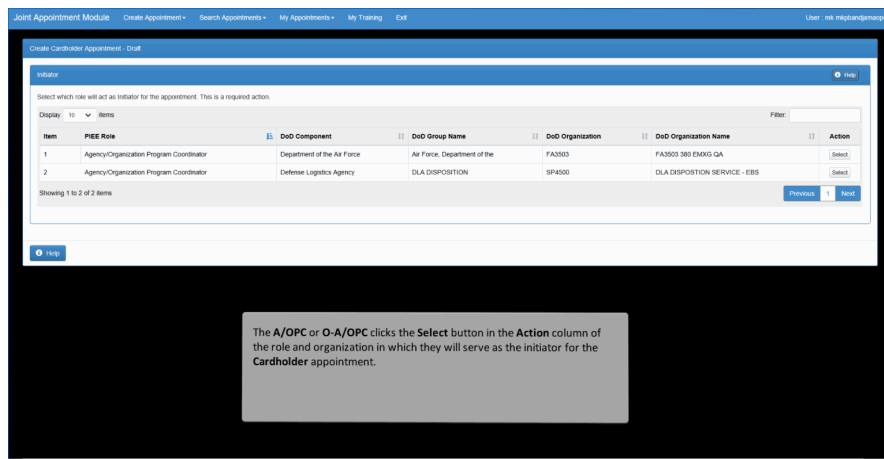 Joint Appointment Module Create Appointment Search Appointments My Appointments My Training Exit User : mk mkpbandjamaopc
Create Cardholder Appointment - Draft
Initiator Help
Select which role will act as Initiator for the appointment. This is a required action.
Display 10 items Filter:
Item PIEE Role DoD Component DoD Group Name DoD Organization DoD Organization Name Action
1 Agency/Organization Program Coordinator Department of the Air Force Air Force, Department of the FA3503 FA3503 380 EMXG QA Select
2 Agency/Organization Program Coordinator Defense Logistics Agency DLA DISPOSITION SP4500 DLA DISPOSTION SERVICE - EBS Select
Showing 1 to 2 of 2 items Previous 1 Next
Help
The A/OPC or O-A/OPC clicks the Select button in the Action column of
the role and organization in which they will serve as the initiator for the
Cardholder appointment.